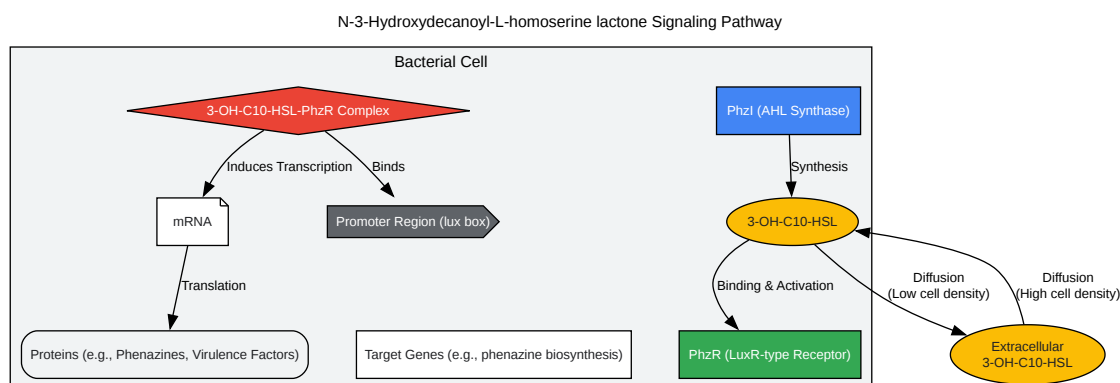 N-3-Hydroxydecanoyl-L-homoserine lactone Signaling Pathway
Bacterial Cell
3-OH-C10-HSL-PhzR Complex
PhzI (AHL Synthase)
Induces Transcription
Binds
Synthesis
mRNA
Promoter Region (lux box)
3-OH-C10-HSL
Translation
Binding & Activation
Diffusion
(Low cell density)
Diffusion
(High cell density)
Proteins (e.g., Phenazines, Virulence Factors)
Target Genes (e.g., phenazine biosynthesis)
PhzR (LuxR-type Receptor)
Extracellular
3-OH-C10-HSL